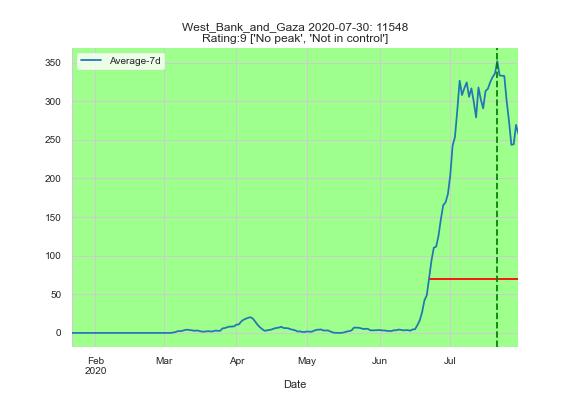 West_Bank_and_Gaza 2020-07-30: 11548
Rating:9 ['No peak', 'Not in control']
Average-7d
350
300
250
200
150
100
50
0
Feb Mar Apr May Jun Jul
2020
Date